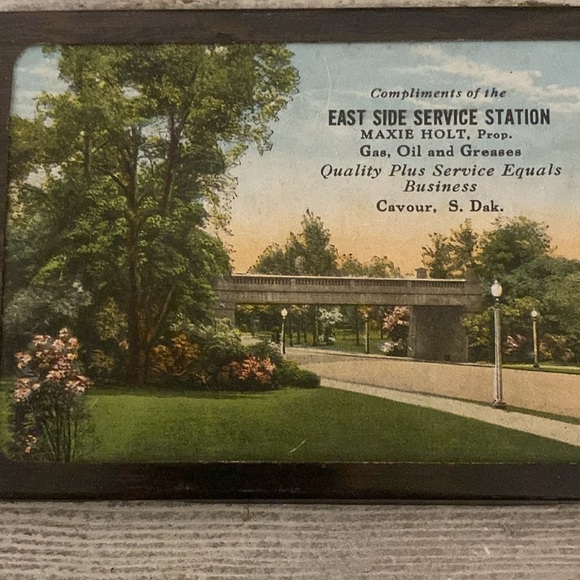 Compliments of the
EAST SIDE SERVICE STATION
MAXIE HOLT, Prop.
Gas, Oil and Greases
Quality Plus Service Equals
Business
Cavour, S. Dak.